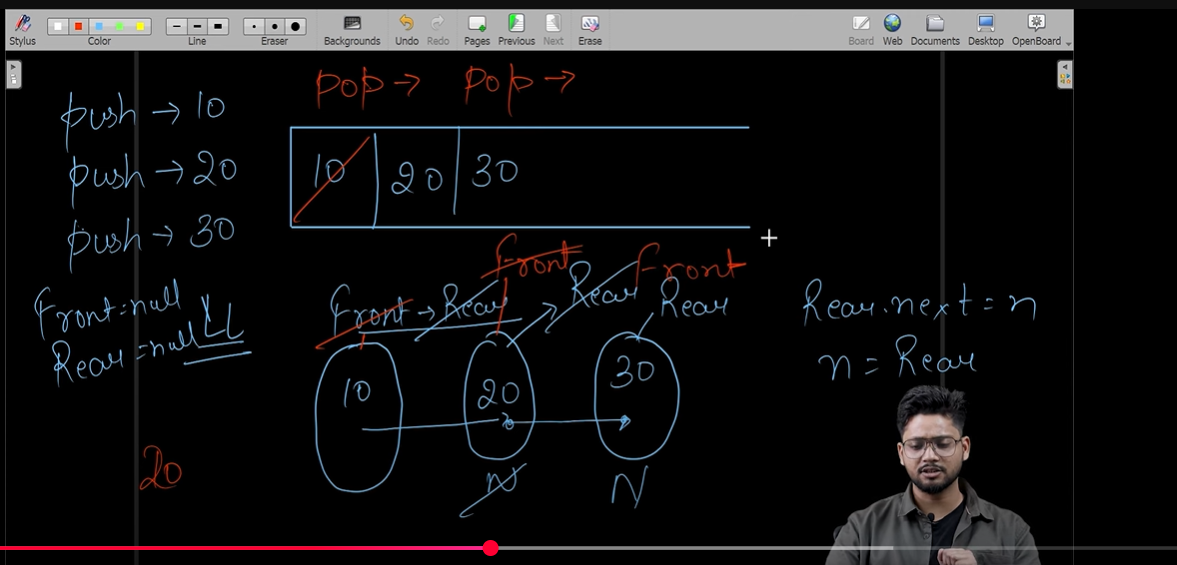 Stylus Color Line Eraser Backgrounds Undo Redo Pages Previous Next Erase Board Web Documents Desktop OpenBoard
pop → pop →
push → 10
push → 20
push → 30
10 20 30
Front=null
Rear=null LL
Front → Rear
Front
Rear
Front
Rear
Rear.next = n
n = Rear
10 20 30
20
N N